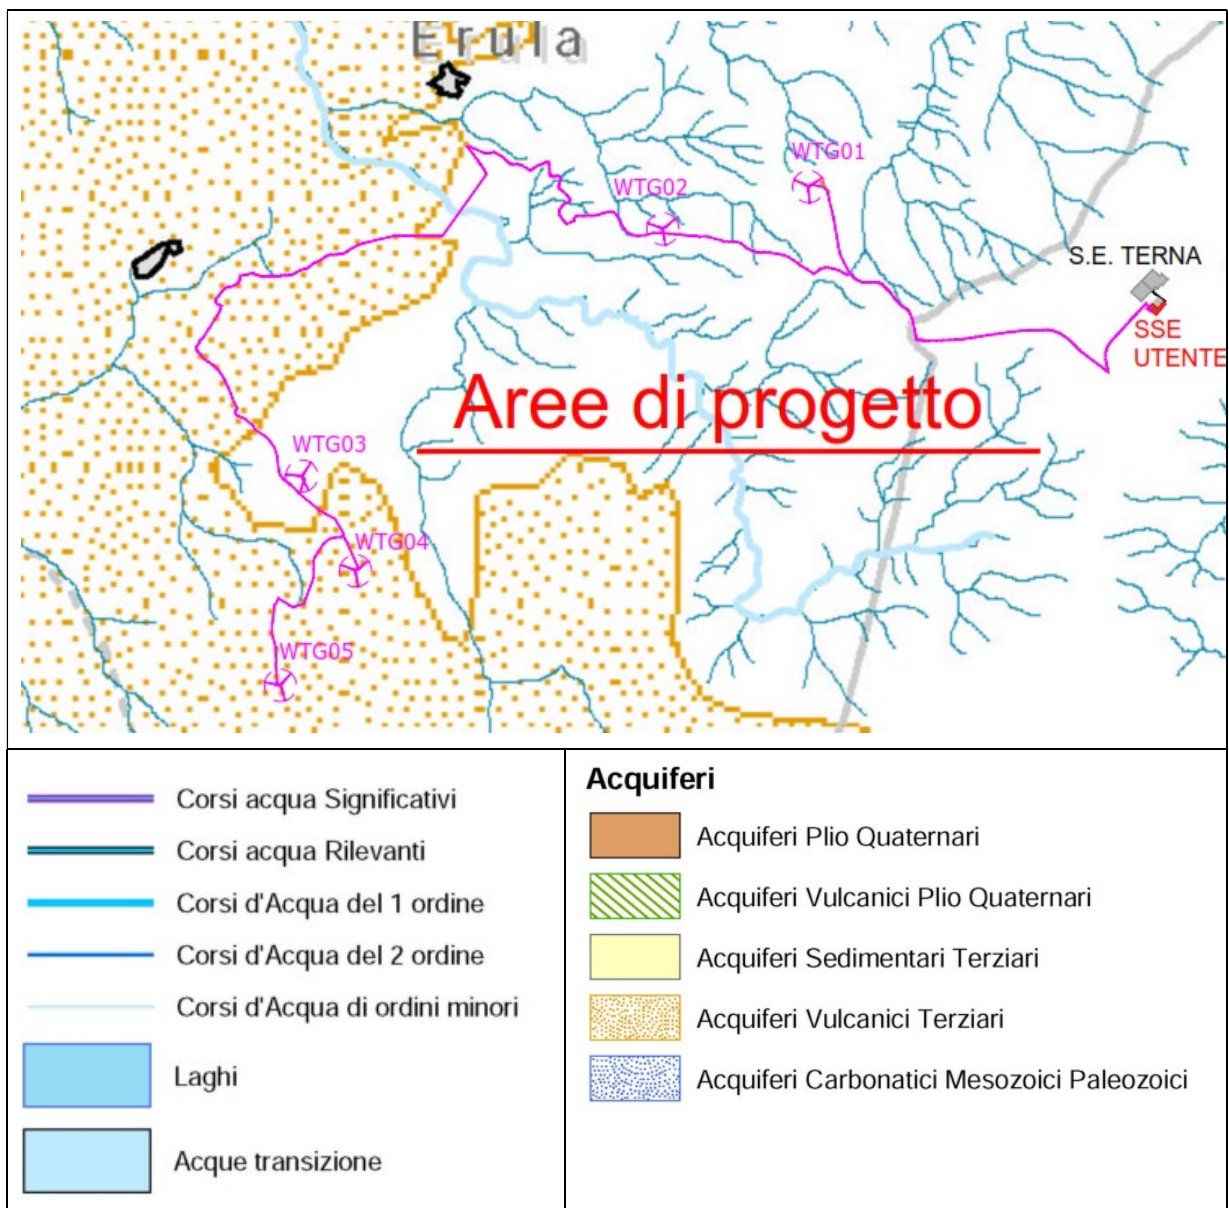 Erula
WTG01
WTG02
S.E. TERNA
SSE
UTENTE
Aree di progetto
WTG03
WTG04
WTG05
Corsi acqua Significativi
Corsi acqua Rilevanti
Corsi d'Acqua del 1 ordine
Corsi d'Acqua del 2 ordine
Corsi d'Acqua di ordini minori
Laghi
Acque transizione
Acquiferi
Acquiferi Plio Quaternari
Acquiferi Vulcanici Plio Quaternari
Acquiferi Sedimentari Terziari
Acquiferi Vulcanici Terziari
Acquiferi Carbonatici Mesozoici Paleozoici